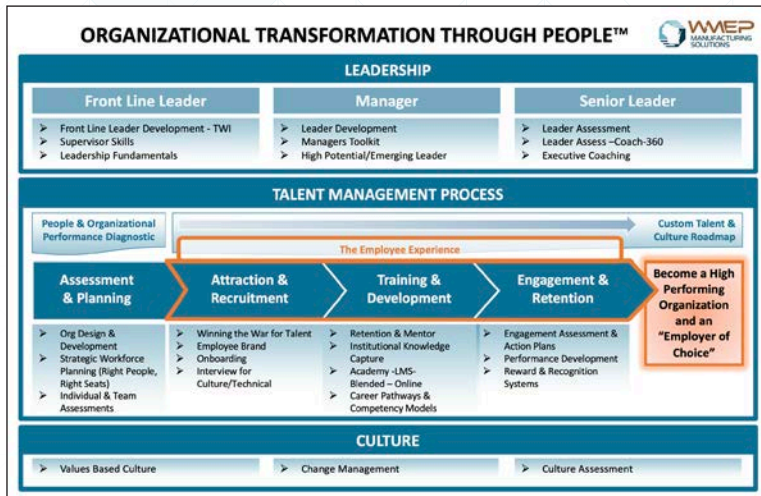 ORGANIZATIONAL TRANSFORMATION THROUGH PEOPLE™
WMEP
MANUFACTURING
SOLUTIONS
LEADERSHIP
Front Line Leader
➢ Front Line Leader Development - TWI
➢ Supervisor Skills
➢ Leadership Fundamentals
Manager
➢ Leader Development
➢ Managers Toolkit
➢ High Potential/Emerging Leader
Senior Leader
➢ Leader Assessment
➢ Leader Assess –Coach-360
➢ Executive Coaching
TALENT MANAGEMENT PROCESS
People & Organizational
Performance Diagnostic
Custom Talent &
Culture Roadmap
The Employee Experience
Assessment
& Planning
➢ Org Design &
Development
➢ Strategic Workforce
Planning (Right People,
Right Seats)
➢ Individual & Team
Assessments
Attraction &
Recruitment
➢ Winning the War for Talent
➢ Employee Brand
➢ Onboarding
➢ Interview for
Culture/Technical
Training &
Development
➢ Retention & Mentor
➢ Institutional Knowledge
Capture
➢ Academy -LMS-
Blended – Online
➢ Career Pathways &
Competency Models
Engagement &
Retention
➢ Engagement Assessment &
Action Plans
➢ Performance Development
➢ Reward & Recognition
Systems
Become a High
Performing
Organization
and an
"Employer of
Choice"
CULTURE
➢ Values Based Culture
➢ Change Management
➢ Culture Assessment